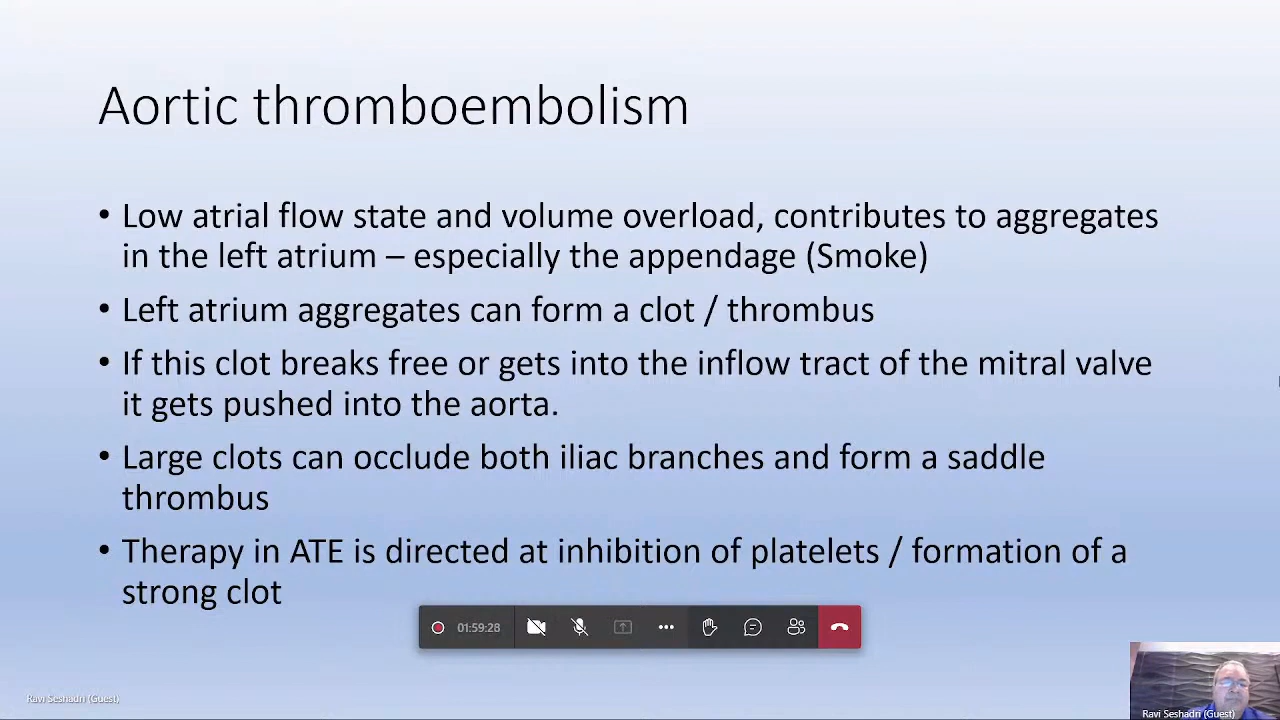 Aortic thromboembolism
• Low atrial flow state and volume overload, contributes to aggregates
in the left atrium – especially the appendage (Smoke)
• Left atrium aggregates can form a clot / thrombus
• If this clot breaks free or gets into the inflow tract of the mitral valve
it gets pushed into the aorta.
• Large clots can occlude both iliac branches and form a saddle
thrombus
• Therapy in ATE is directed at inhibition of platelets / formation of a
strong clot
01:59:28
Ravi Seshadri (Guest)
Ravi Seshadri (Guest)